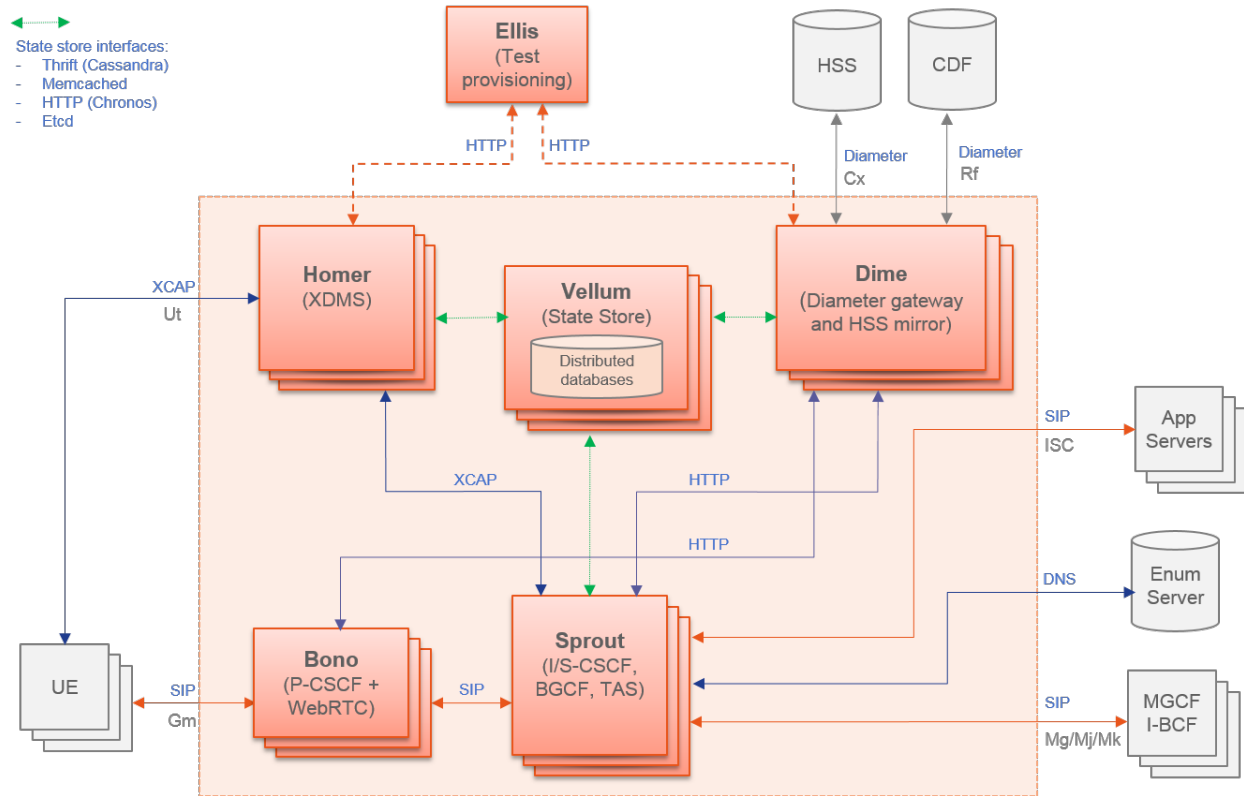 State store interfaces:
- Thrift (Cassandra)
- Memcached
- HTTP (Chronos)
- Etcd
Ellis
(Test
provisioning)
HSS
CDF
HTTP
HTTP
Diameter
Cx
Diameter
Rf
Homer
(XDMS)
Vellum
(State Store)
Distributed
databases
Dime
(Diameter gateway
and HSS mirror)
XCAP
Ut
SIP
ISC
App
Servers
XCAP
HTTP
HTTP
DNS
Enum
Server
Sprout
(I/S-CSCF,
BGCF, TAS)
Bono
(P-CSCF +
WebRTC)
UE
SIP
Gm
SIP
SIP
Mg/Mj/Mk
MGCF
I-BCF